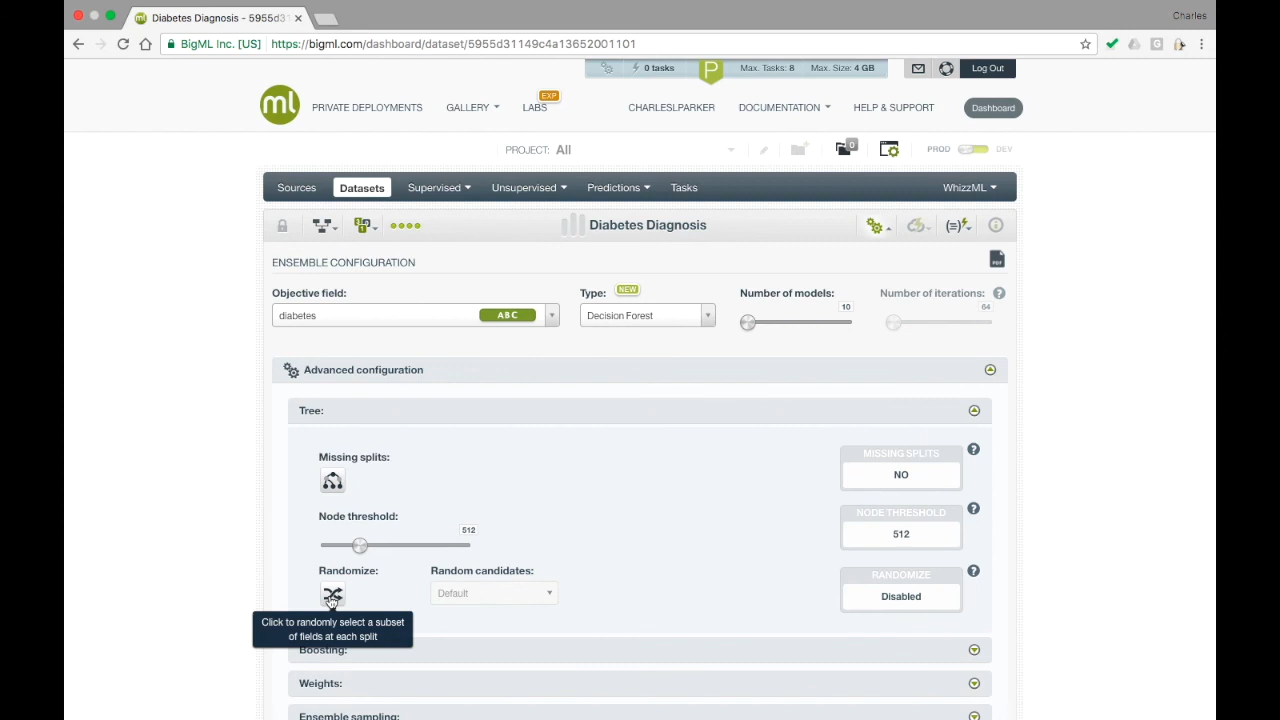 Diabetes Diagnosis - 5955d31
Charles
BigML Inc. [US] https://bigml.com/dashboard/dataset/5955d31149c4a13652001101
0 tasks P Max. Tasks: 8 Max. Size: 4 GB Log Out
ml PRIVATE DEPLOYMENTS GALLERY LABS EXP CHARLESLPARKER DOCUMENTATION HELP & SUPPORT Dashboard
PROJECT: All 0 PROD DEV
Sources Datasets Supervised Unsupervised Predictions Tasks WhizzML
Diabetes Diagnosis
ENSEMBLE CONFIGURATION PDF
Objective field: Type: NEW Number of models: Number of iterations: ?
diabetes ABC Decision Forest 10 64
Advanced configuration
Tree:
Missing splits: MISSING SPLITS ?
NO
Node threshold: NODE THRESHOLD ?
512 512
Randomize: Random candidates: RANDOMIZE ?
Default Disabled
Click to randomly select a subset
of fields at each split
Boosting:
Weights:
Ensemble sampling: